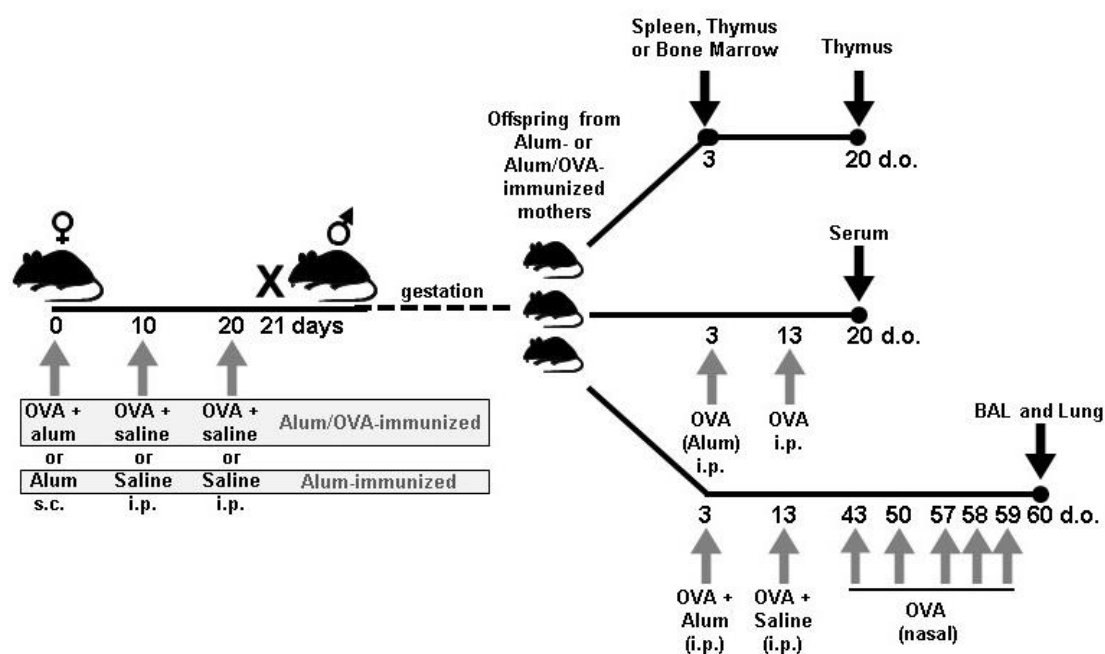 Spleen, Thymus
or Bone Marrow
Thymus
Offspring from
Alum- or
Alum/OVA-
immunized
mothers
3
20 d.o.
♀
♂
X
gestation
0
10
20
21 days
OVA +
alum
OVA +
saline
OVA +
saline
Alum/OVA-immunized
or
or
or
Alum
s.c.
Saline
i.p.
Saline
i.p.
Alum-immunized
Serum
3
13
20 d.o.
OVA
(Alum)
i.p.
OVA
i.p.
BAL and Lung
3
13
43
50
57
58
59
60 d.o.
OVA +
Alum
(i.p.)
OVA +
Saline
(i.p.)
OVA
(nasal)